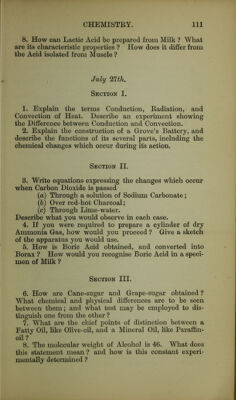 CHEMISTRY. 111
8. How can Lactic Acid be prepared from Milk ? What
are its characteristic properties ? How does it differ from
the Acid isolated from Muscle ?
July 27th.
SECTION I.
1. Explain the terms Conduction, Radiation, and
Convection of Heat. Describe an experiment showing
the Difference between Conduction and Convection.
2. Explain the construction of a Grove's Battery, and
describe the functions of its several parts, including the
chemical changes which occur during its action.
SECTION II.
3. Write equations expressing the changes which occur
when Carbon Dioxide is passed
(a) Through a solution of Sodium Carbonate;
(b) Over red-hot Charcoal;
(c) Through Lime-water.
Describe what you would observe in each case.
4. If you were required to prepare a cylinder of dry
Ammonia Gas, how would you proceed ? Give a sketch
of the apparatus you would use.
5. How is Boric Acid obtained, and converted into
Borax ? How would you recognise Boric Acid in a speci-
men of Milk ?
SECTION III.
6. How are Cane-sugar and Grape-sugar obtained ?
What chemical and physical differences are to be seen
between them; and what test may be employed to dis-
tinguish one from the other ?
7. What are the chief points of distinction between a
Fatty Oil, like Olive-oil, and a Mineral Oil, like Paraffin-
oil ?
8. The molecular weight of Alcohol is 46. What does
this statement mean ? and how is this constant experi-
mentally determined ?